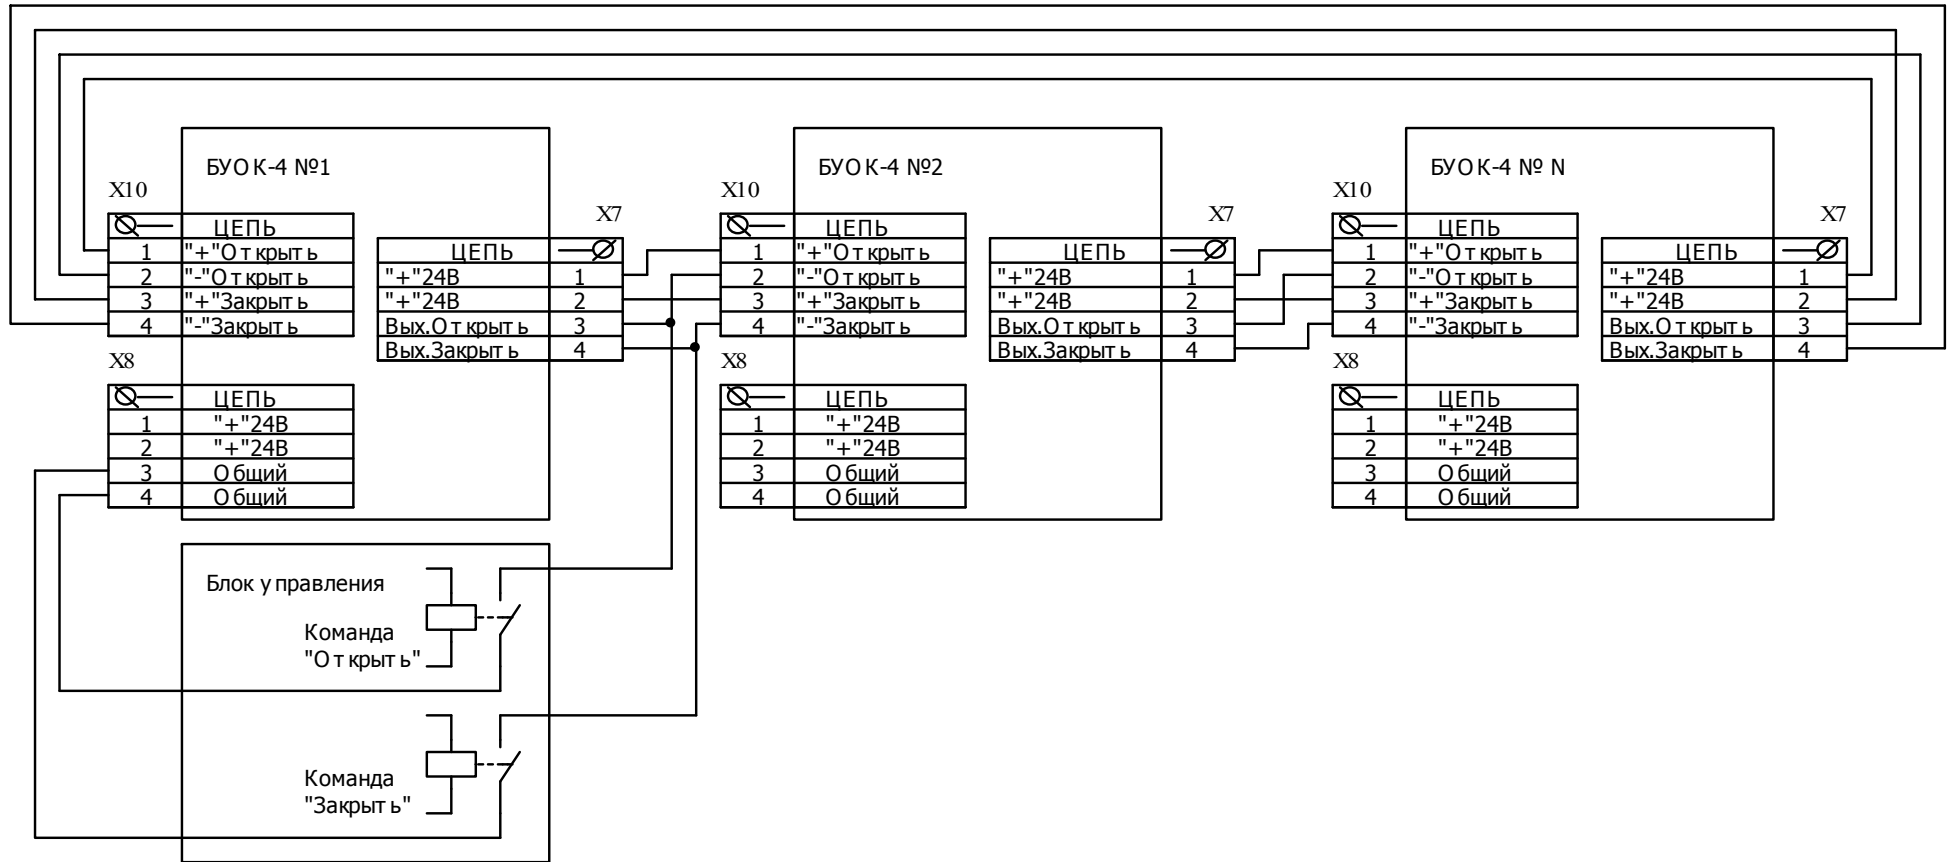 БУОК-4 №1
X10
ЦЕПЬ
1 "+"Открыть
2 "-"Открыть
3 "+"Закрыть
4 "-"Закрыть
X7
ЦЕПЬ
"+"24В 1
"+"24В 2
Вых.Открыть 3
Вых.Закрыть 4
X8
ЦЕПЬ
1 "+"24В
2 "+"24В
3 Общий
4 Общий
БУОК-4 №2
X10
ЦЕПЬ
1 "+"Открыть
2 "-"Открыть
3 "+"Закрыть
4 "-"Закрыть
X7
ЦЕПЬ
"+"24В 1
"+"24В 2
Вых.Открыть 3
Вых.Закрыть 4
X8
ЦЕПЬ
1 "+"24В
2 "+"24В
3 Общий
4 Общий
БУОК-4 № N
X10
ЦЕПЬ
1 "+"Открыть
2 "-"Открыть
3 "+"Закрыть
4 "-"Закрыть
X7
ЦЕПЬ
"+"24В 1
"+"24В 2
Вых.Открыть 3
Вых.Закрыть 4
X8
ЦЕПЬ
1 "+"24В
2 "+"24В
3 Общий
4 Общий
Блок управления
Команда
"Открыть"
Команда
"Закрыть"